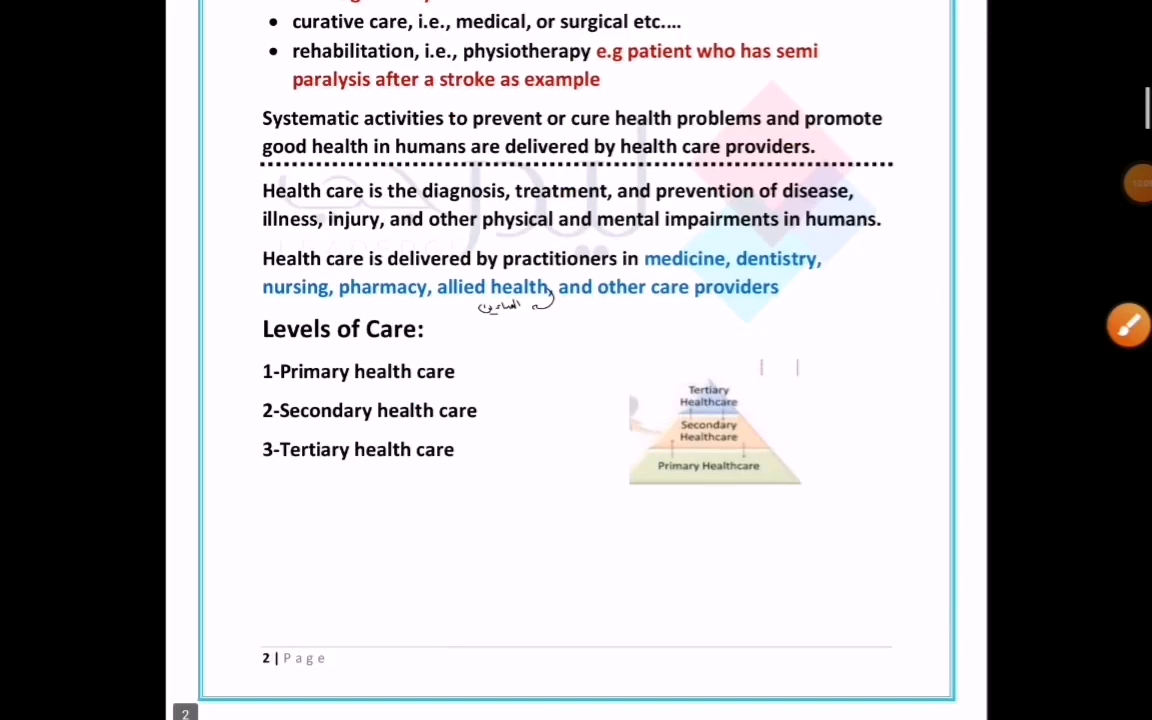 • curative care, i.e., medical, or surgical etc....
• rehabilitation, i.e., physiotherapy e.g patient who has semi
paralysis after a stroke as example
Systematic activities to prevent or cure health problems and promote
good health in humans are delivered by health care providers.
Health care is the diagnosis, treatment, and prevention of disease,
illness, injury, and other physical and mental impairments in humans.
Health care is delivered by practitioners in medicine, dentistry,
nursing, pharmacy, allied health, and other care providers
Levels of Care:
1-Primary health care
2-Secondary health care
3-Tertiary health care
Tertiary
Healthcare
Secondary
Healthcare
Primary Healthcare
2 | Page
2